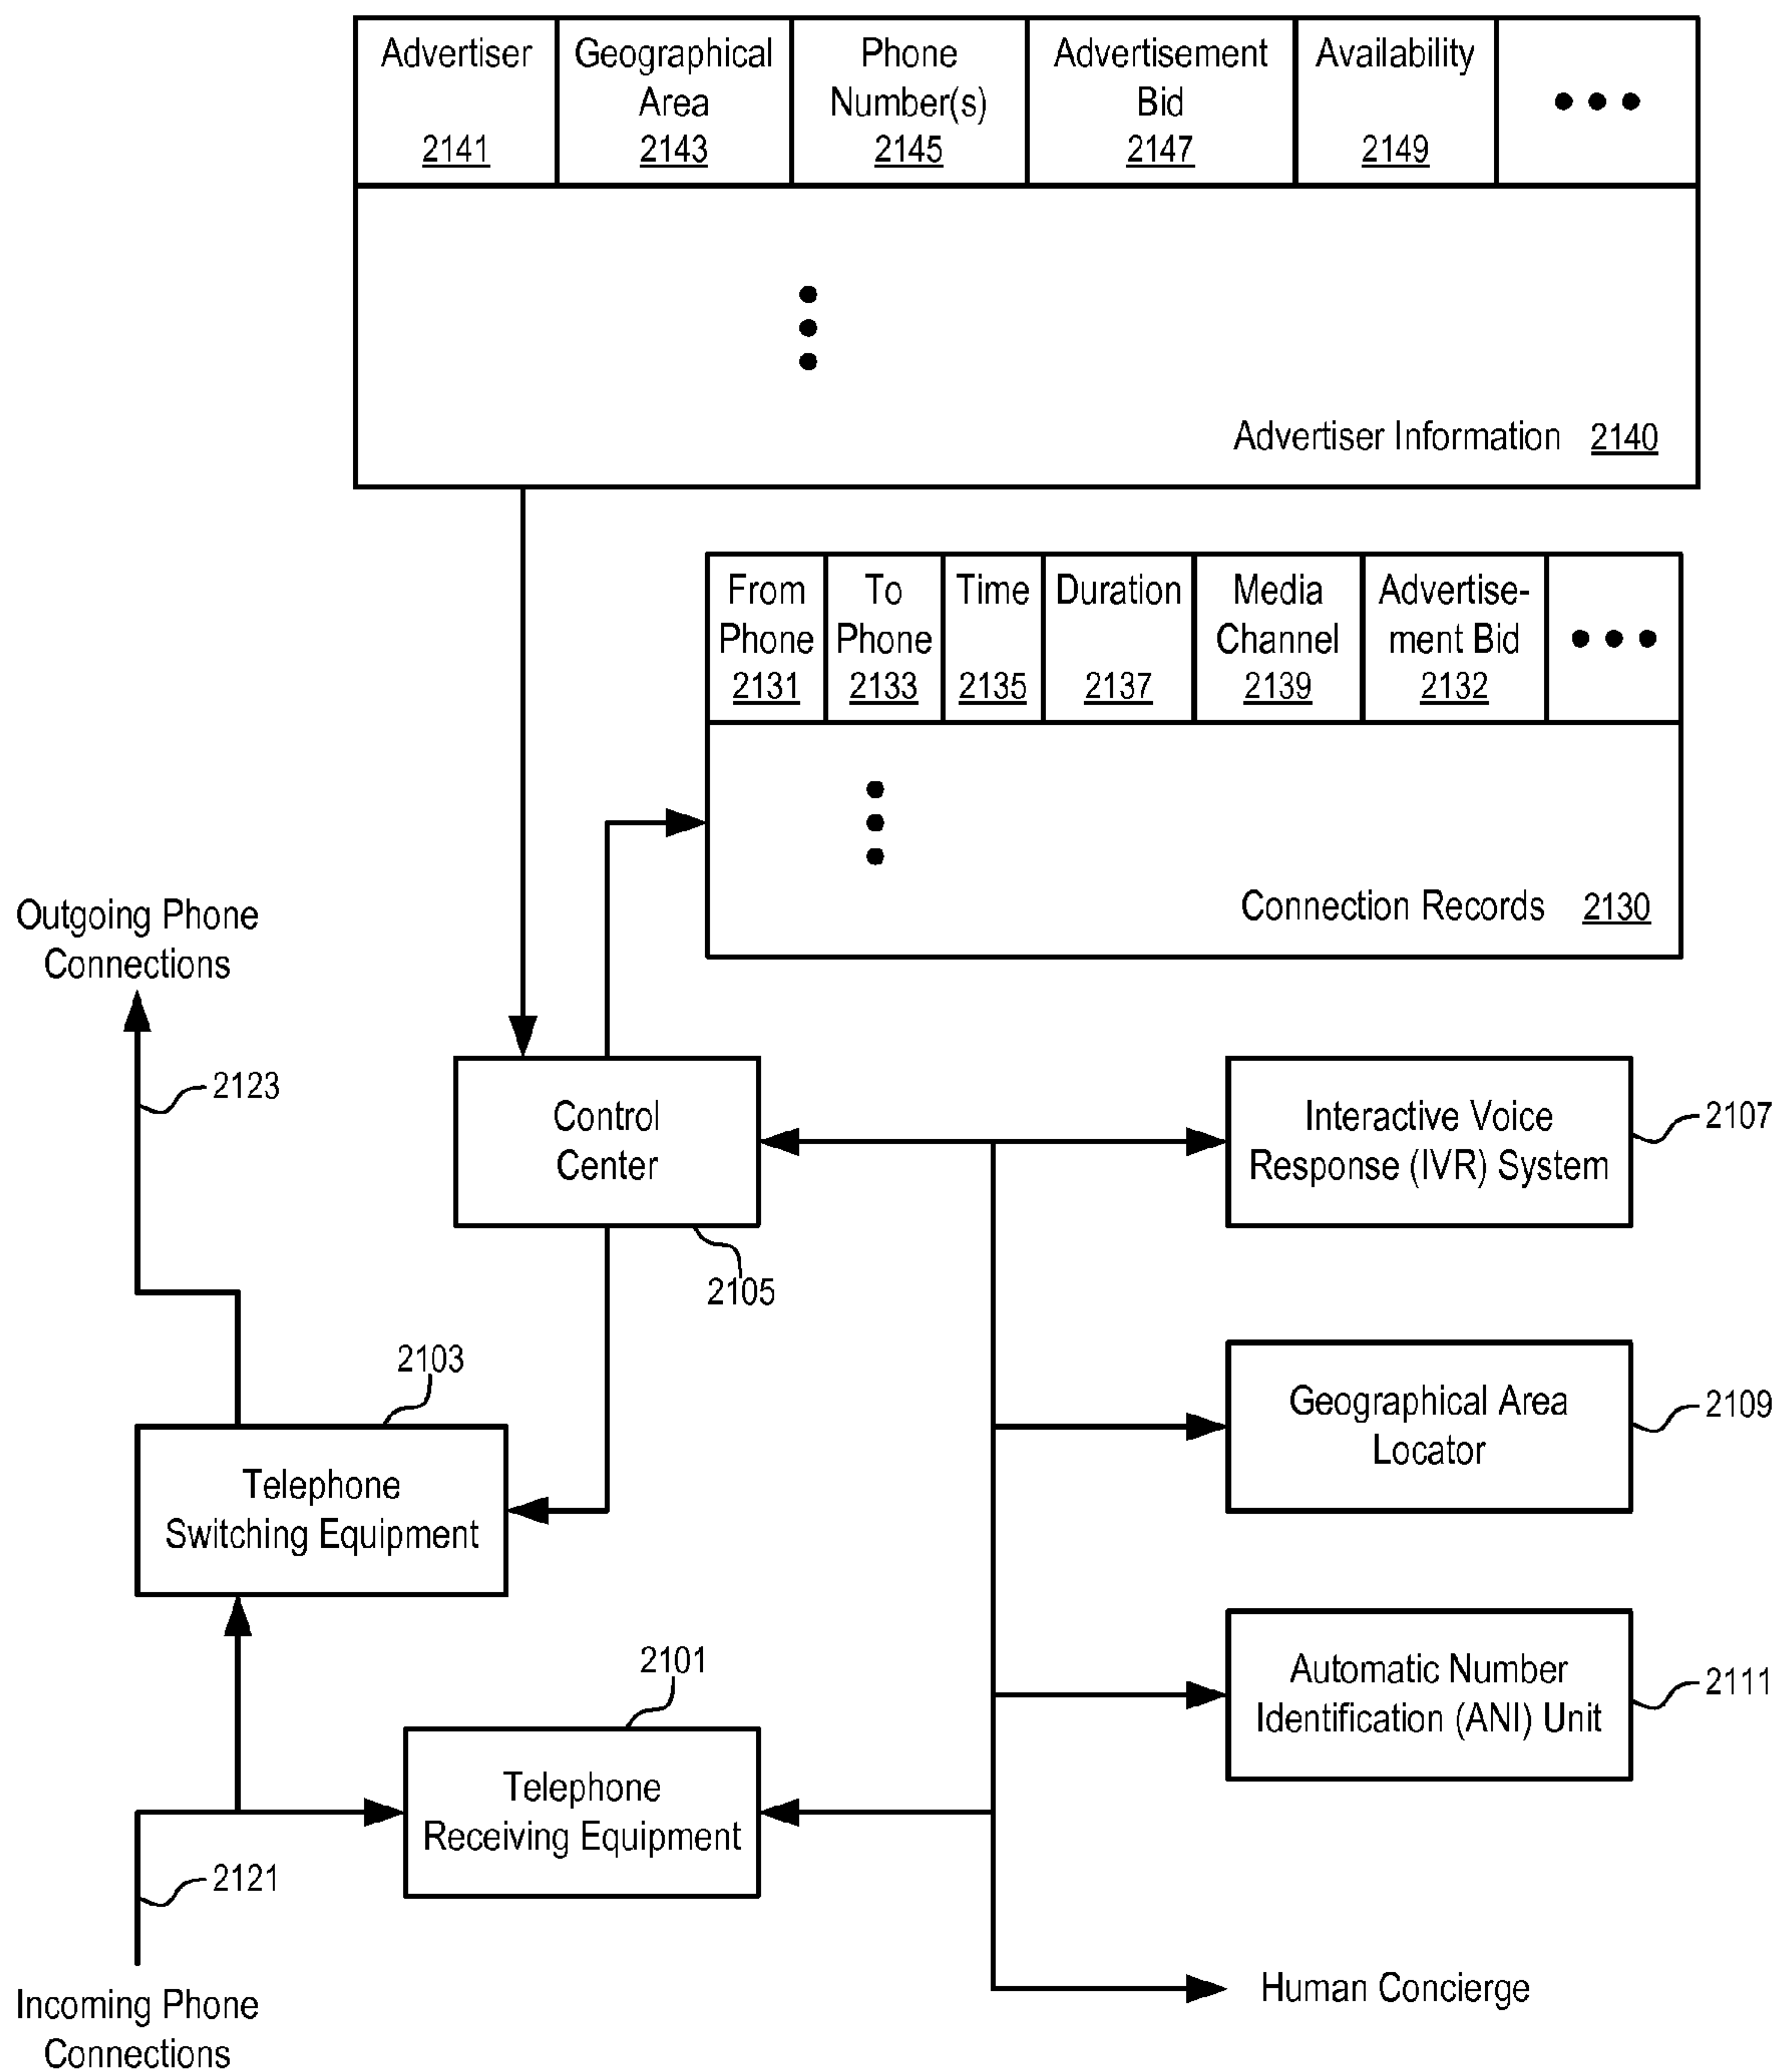 Advertiser
2141
Geographical
Area
2143
Phone
Number(s)
2145
Advertisement
Bid
2147
Availability
2149
Advertiser Information 2140
From
Phone
2131
To
Phone
2133
Time
2135
Duration
2137
Media
Channel
2139
Advertise-
ment Bid
2132
Connection Records 2130
Outgoing Phone
Connections
2123
Control
Center
2105
Interactive Voice
Response (IVR) System
2107
2103
Telephone
Switching Equipment
Geographical Area
Locator
2109
2101
Telephone
Receiving Equipment
Automatic Number
Identification (ANI) Unit
2111
2121
Incoming Phone
Connections
Human Concierge